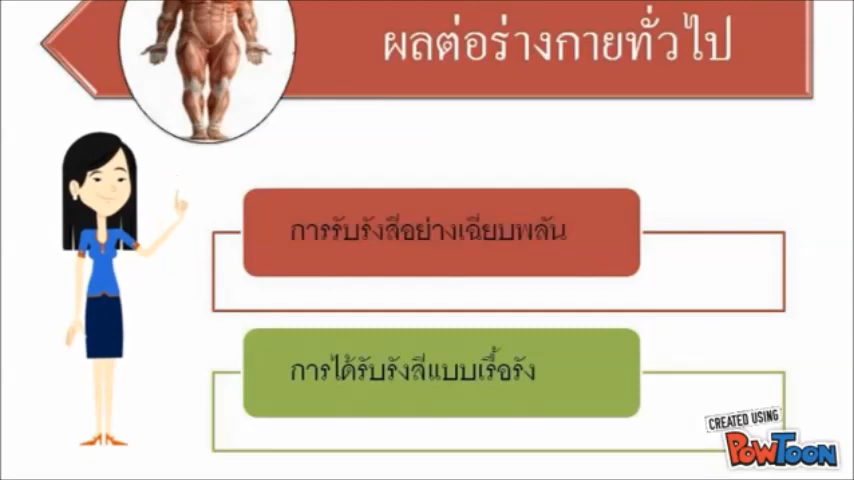 ผลต่อร่างกายทั่วไป
การรับรังสีอย่างเฉียบพลัน
การได้รับรังสีแบบเรื้อรัง
CREATED USING
POWTOON